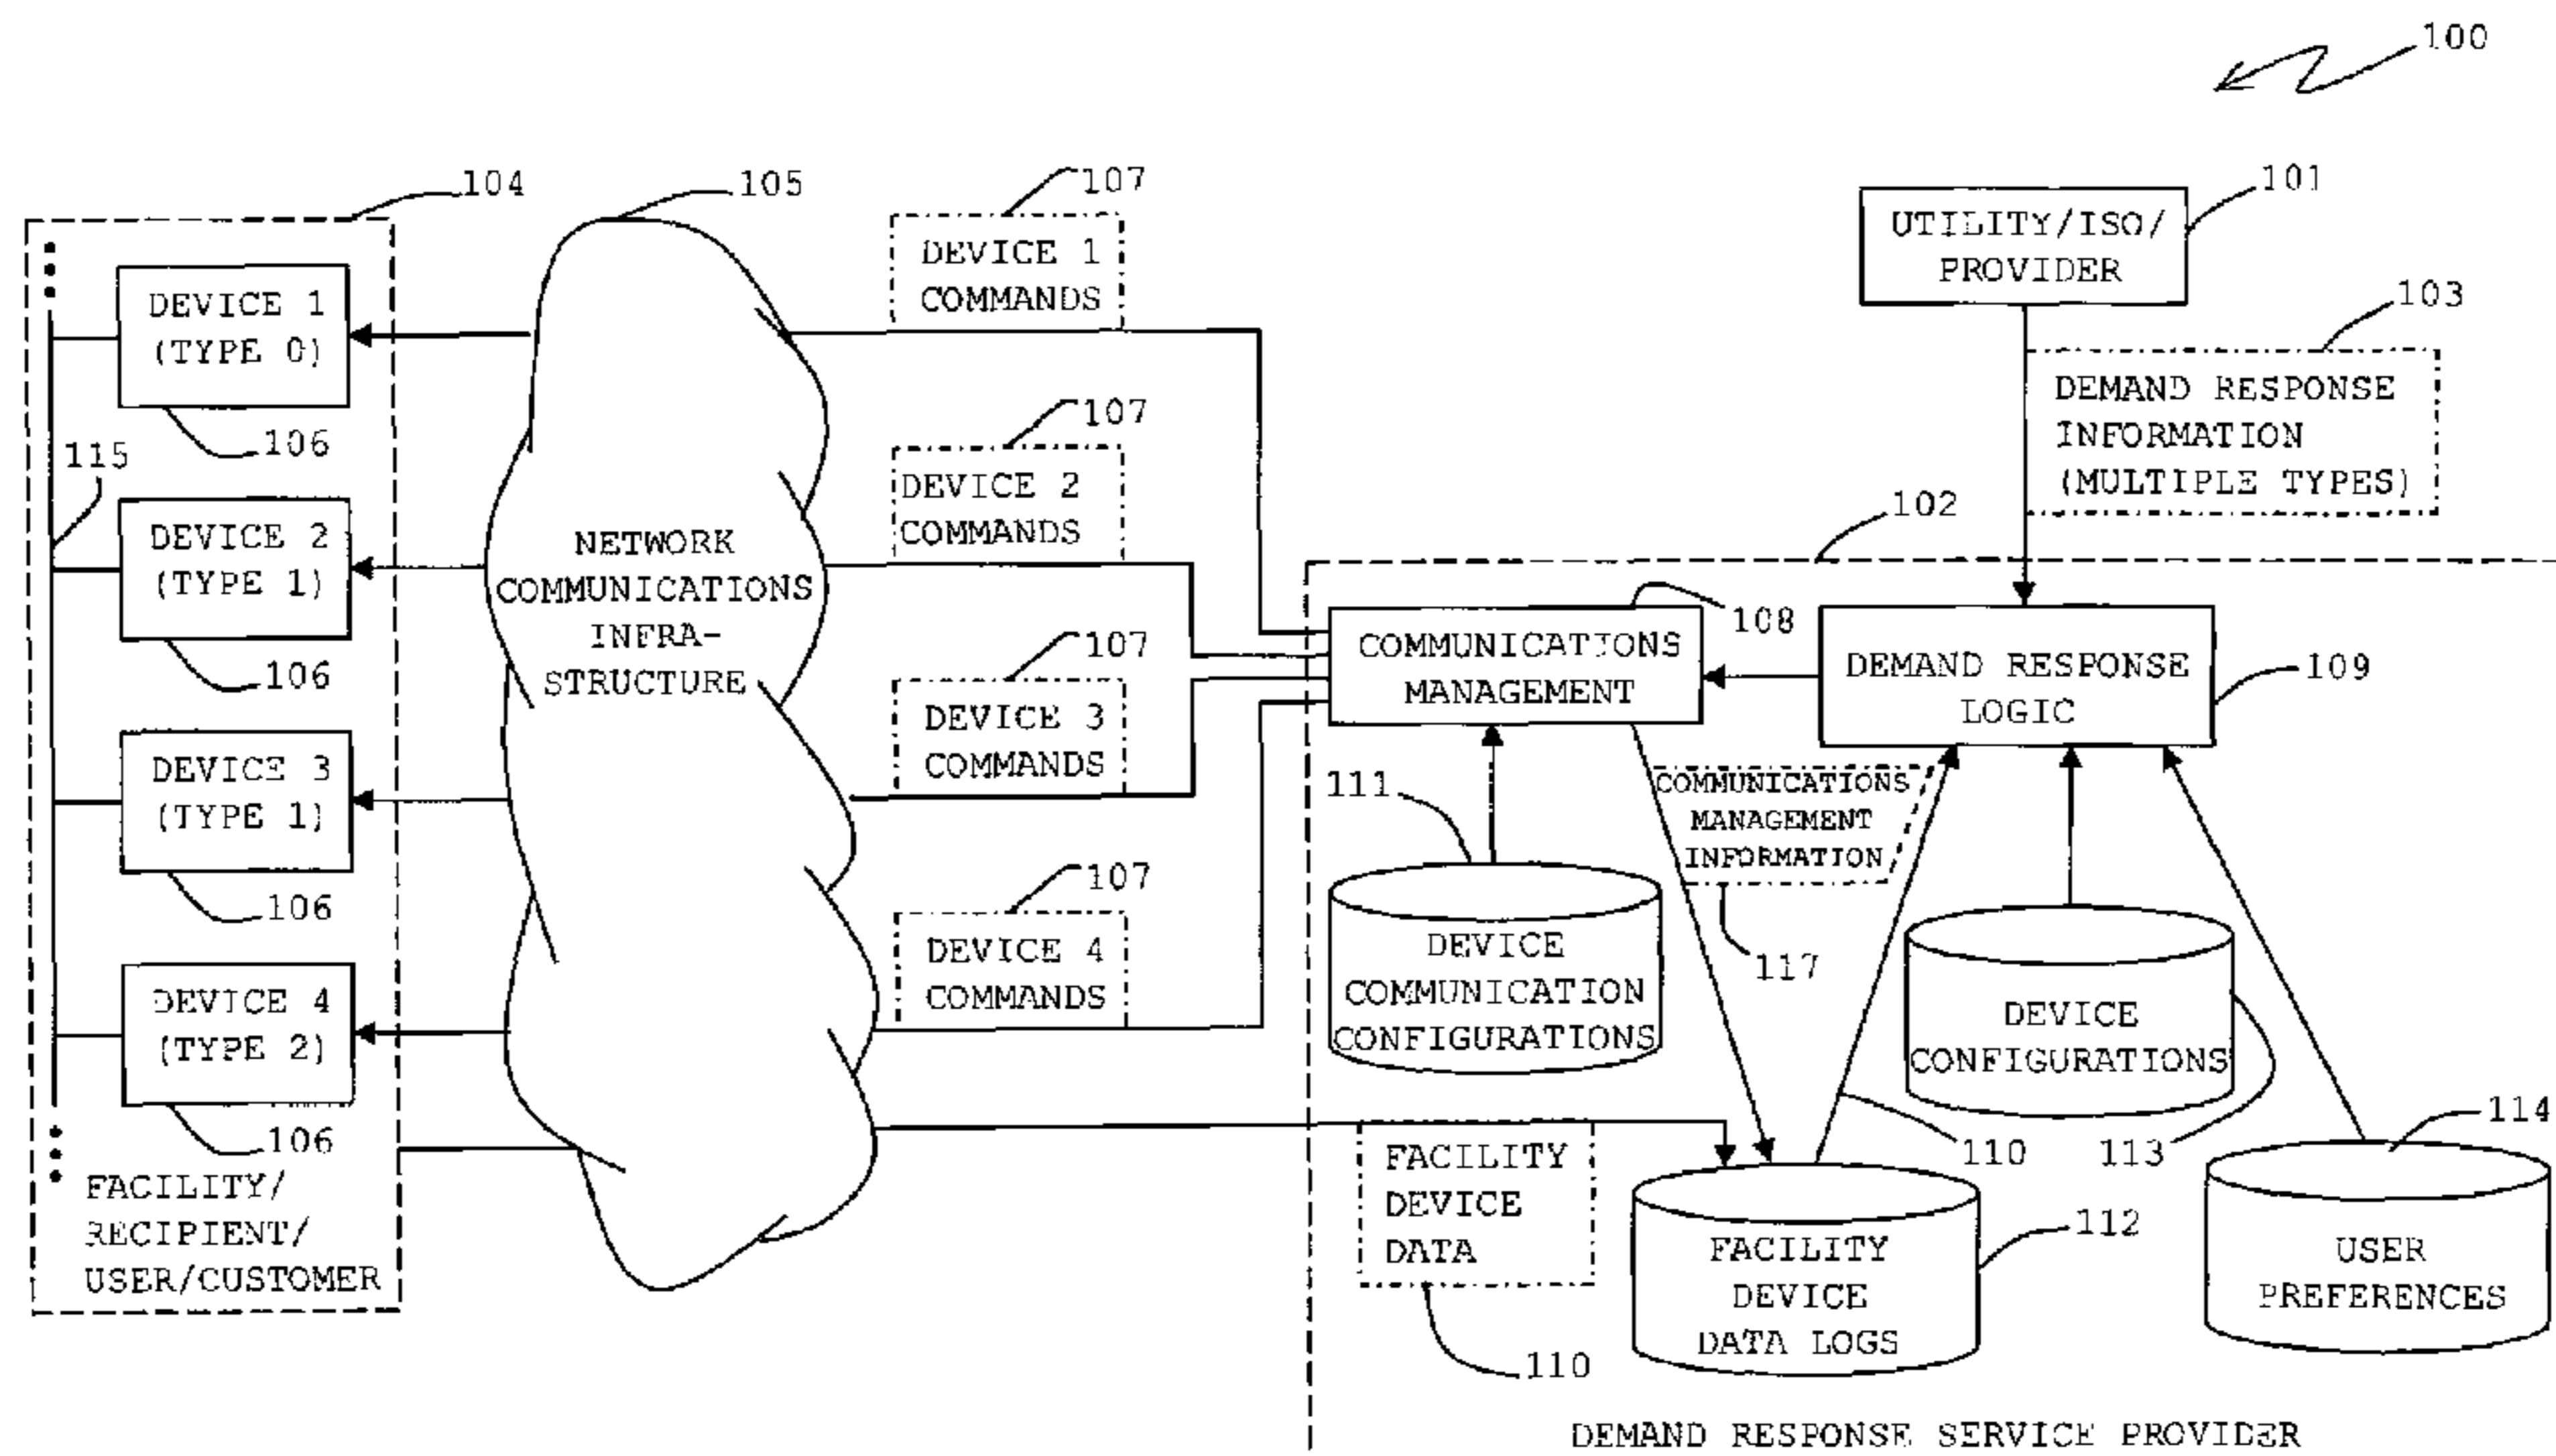 100
104
105
107
101
UTILITY/ISO/
PROVIDER
DEVICE 1
COMMANDS
103
DEVICE 1
(TYPE 0)
DEMAND RESPONSE
INFORMATION
(MULTIPLE TYPES)
106
107
115
DEVICE 2
COMMANDS
102
DEVICE 2
(TYPE 1)
NETWORK
COMMUNICATIONS
INFRA-
STRUCTURE
106
107
108
COMMUNICATIONS
MANAGEMENT
DEMAND RESPONSE
LOGIC
109
DEVICE 3
COMMANDS
DEVICE 3
(TYPE 1)
111
COMMUNICATIONS
MANAGEMENT
INFORMATION
106
107
117
DEVICE 4
COMMANDS
DEVICE
COMMUNICATION
CONFIGURATIONS
DEVICE
CONFIGURATIONS
DEVICE 4
(TYPE 2)
106
110
113
114
FACILITY/
RECIPIENT/
USER/CUSTOMER
FACILITY
DEVICE
DATA
112
FACILITY
DEVICE
DATA LOGS
USER
PREFERENCES
110
DEMAND RESPONSE SERVICE PROVIDER